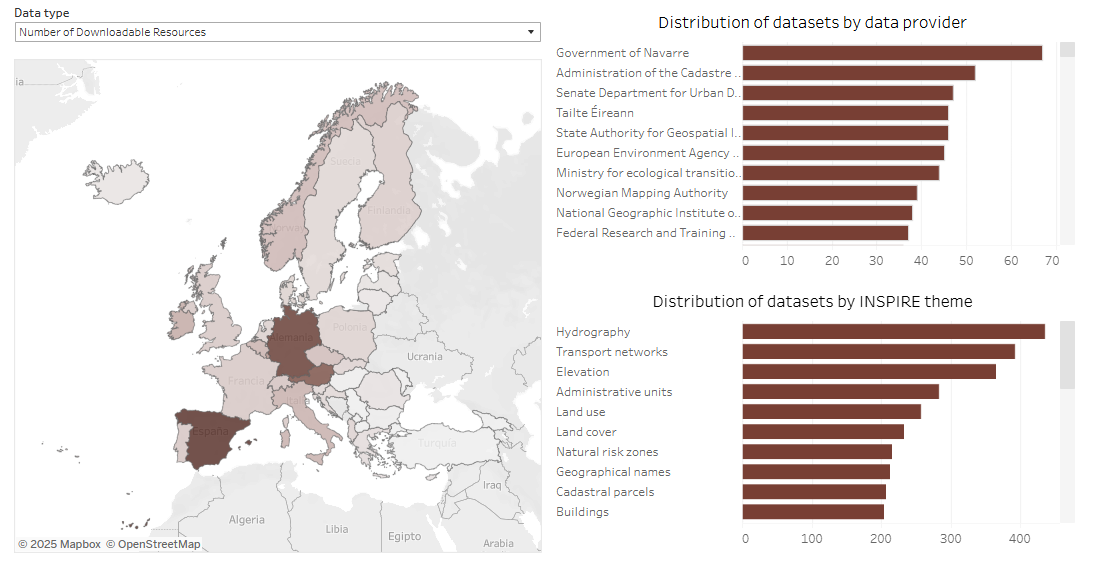 Data type
Number of Downloadable Resources
ia
Suecia
Finlandia
Polonia
Ucrania
Francia
Italia
España
Turquía
Iraq
Argelia
Libia
Egipto
Arabia
© 2025 Mapbox © OpenStreetMap
Distribution of datasets by data provider
Government of Navarre
Administration of the Cadastre ..
Senate Department for Urban D..
Tailte Éireann
State Authority for Geospatial I..
European Environment Agency ..
Ministry for ecological transitio..
Norwegian Mapping Authority
National Geographic Institute o..
Federal Research and Training ..
0 10 20 30 40 50 60 70
Distribution of datasets by INSPIRE theme
Hydrography
Transport networks
Elevation
Administrative units
Land use
Land cover
Natural risk zones
Geographical names
Cadastral parcels
Buildings
0 100 200 300 400